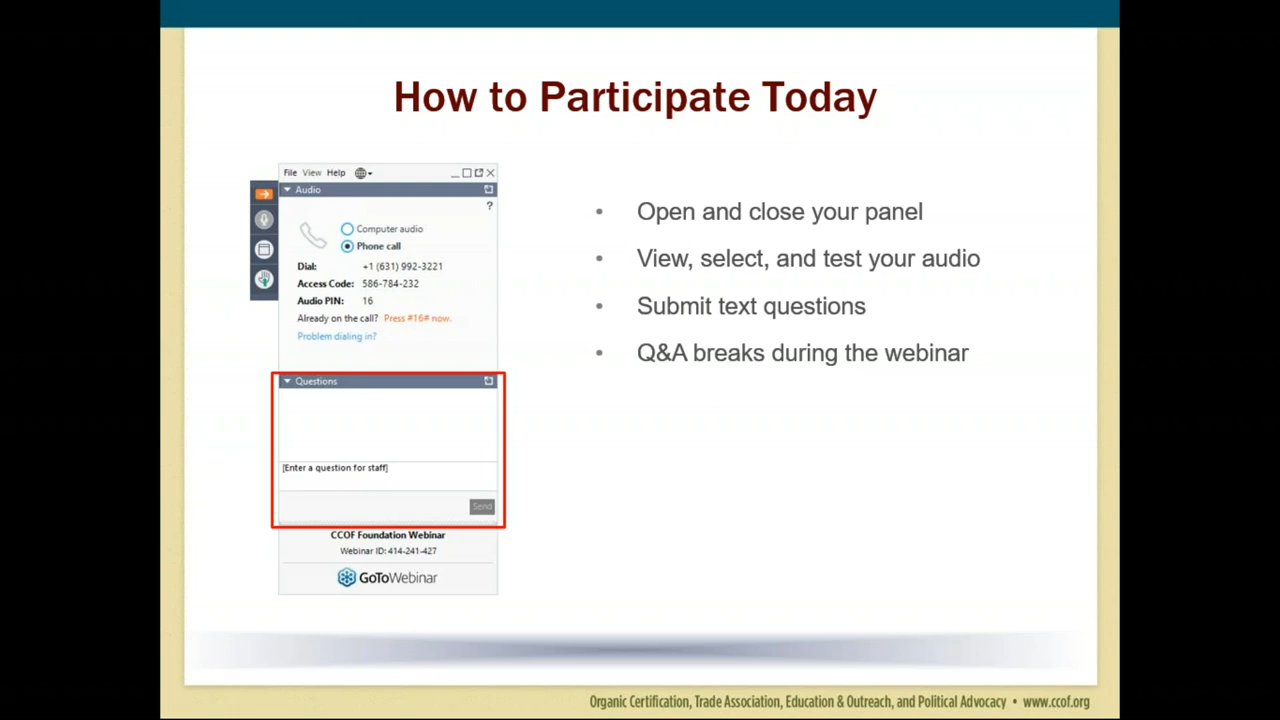 How to Participate Today
File View Help
Audio
?
Computer audio
Phone call
Dial: +1 (631) 992-3221
Access Code: 586-784-232
Audio PIN: 16
Already on the call? Press #16# now.
Problem dialing in?
Questions
[Enter a question for staff]
Send
CCOF Foundation Webinar
Webinar ID: 414-241-427
GoToWebinar
• Open and close your panel
• View, select, and test your audio
• Submit text questions
• Q&A breaks during the webinar
Organic Certification, Trade Association, Education & Outreach, and Political Advocacy • www.ccof.org